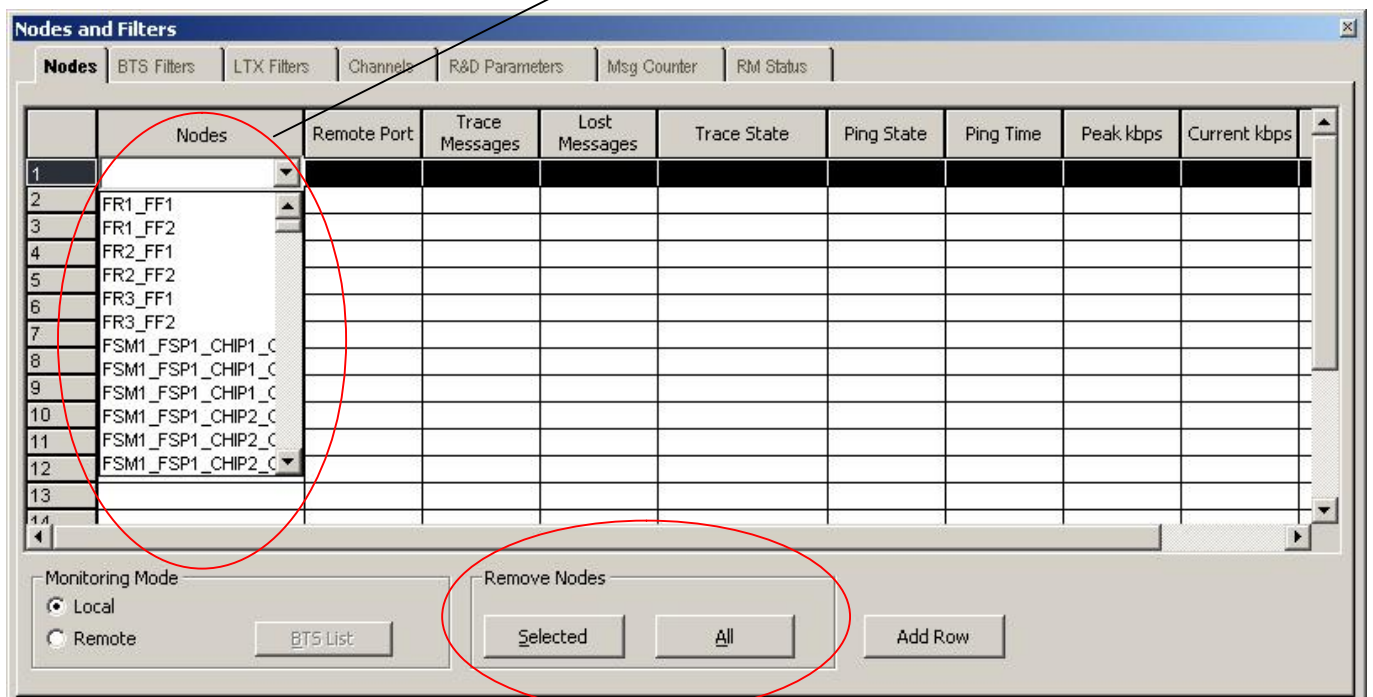 Nodes and Filters
Nodes BTS Filters LTX Filters Channels R&D Parameters Msg Counter RM Status
Nodes Remote Port Trace Messages Lost Messages Trace State Ping State Ping Time Peak kbps Current kbps
1
2 FR1_FF1
3 FR1_FF2
4 FR2_FF1
5 FR2_FF2
6 FR3_FF1
7 FR3_FF2
8 FSM1_FSP1_CHIP1_C
9 FSM1_FSP1_CHIP1_C
10 FSM1_FSP1_CHIP1_C
11 FSM1_FSP1_CHIP2_C
12 FSM1_FSP1_CHIP2_C
13 FSM1_FSP1_CHIP2_C
14
Monitoring Mode
Local
Remote BTS List
Remove Nodes
Selected All Add Row